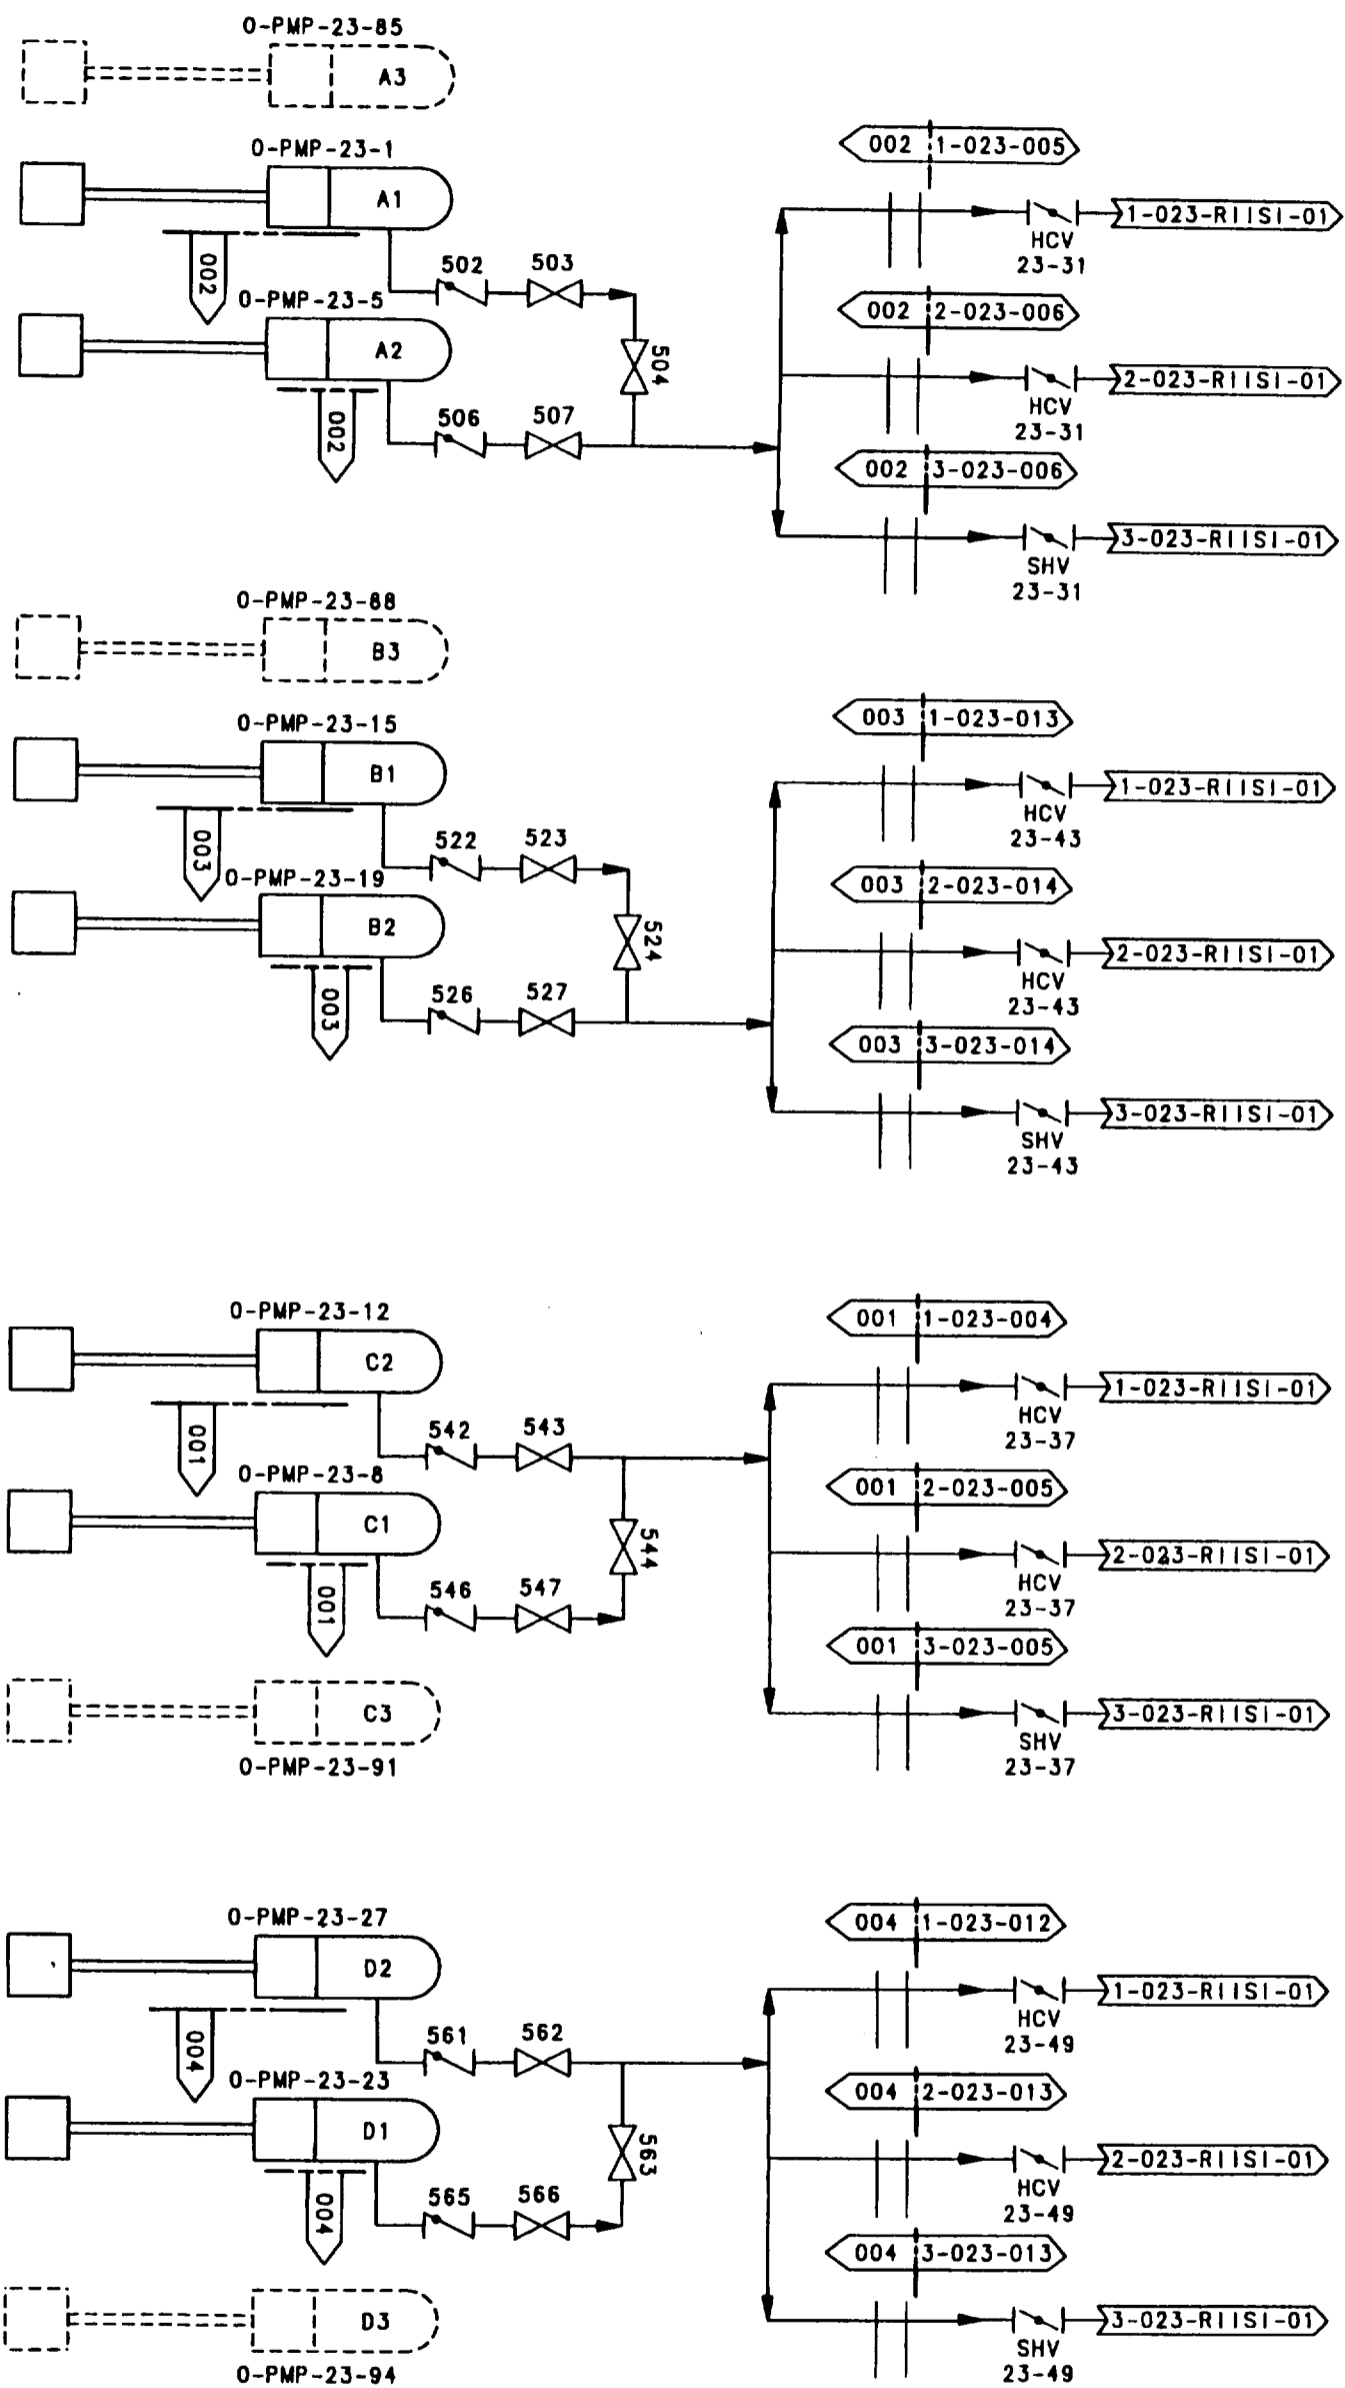 0-PMP-23-85
A3
0-PMP-23-1
A1
002
0-PMP-23-5
A2
002
502
503
504
506
507
002 1-023-005
1-023-RIISI-01
HCV
23-31
002 2-023-006
2-023-RIISI-01
HCV
23-31
002 3-023-006
3-023-RIISI-01
SHV
23-31
0-PMP-23-88
B3
0-PMP-23-15
B1
003
0-PMP-23-19
B2
003
522
523
524
526
527
003 1-023-013
1-023-RIISI-01
HCV
23-43
003 2-023-014
2-023-RIISI-01
HCV
23-43
003 3-023-014
3-023-RIISI-01
SHV
23-43
0-PMP-23-12
C2
001
0-PMP-23-8
C1
001
C3
0-PMP-23-91
542
543
544
546
547
001 1-023-004
1-023-RIISI-01
HCV
23-37
001 2-023-005
2-023-RIISI-01
HCV
23-37
001 3-023-005
3-023-RIISI-01
SHV
23-37
0-PMP-23-27
D2
004
0-PMP-23-23
D1
004
D3
0-PMP-23-94
561
562
563
565
566
004 1-023-012
1-023-RIISI-01
HCV
23-49
004 2-023-013
2-023-RIISI-01
HCV
23-49
004 3-023-013
3-023-RIISI-01
SHV
23-49